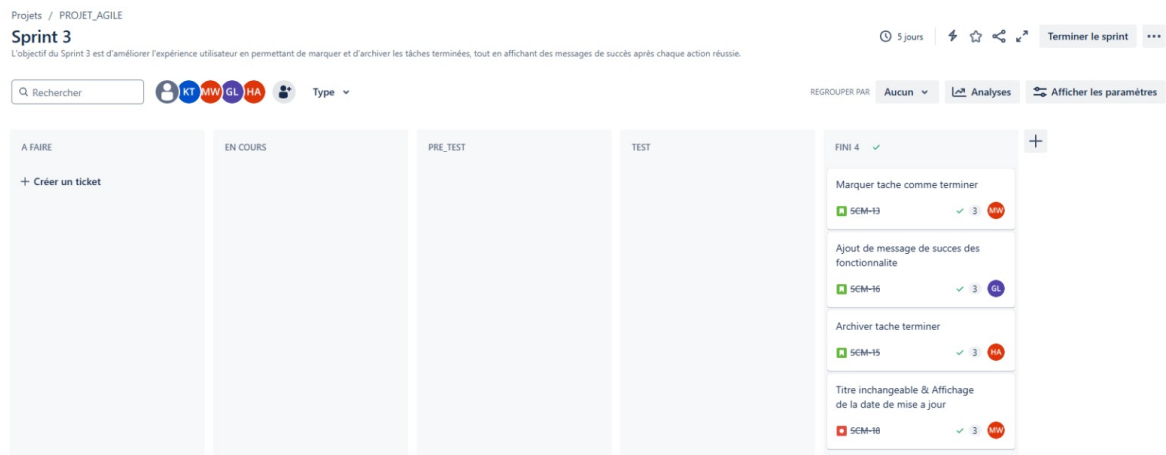 Projets / PROJET_AGILE
Sprint 3
L'objectif du Sprint 3 est d'améliorer l'expérience utilisateur en permettant de marquer et d'archiver les tâches terminées, tout en affichant des messages de succès après chaque action réussie.
5 jours
Terminer le sprint
Rechercher
KT MW GL HA
Type
REGROUPER PAR Aucun
Analyses
Afficher les paramètres
A FAIRE
EN COURS
PRE_TEST
TEST
FINI 4
+ Créer un ticket
Marquer tache comme terminer
SCM-13 3 MW
Ajout de message de succes des
fonctionnalite
SCM-16 3 GL
Archiver tache terminer
SCM-15 3 HA
Titre inchangeable & Affichage
de la date de mise a jour
SCM-18 3 MW